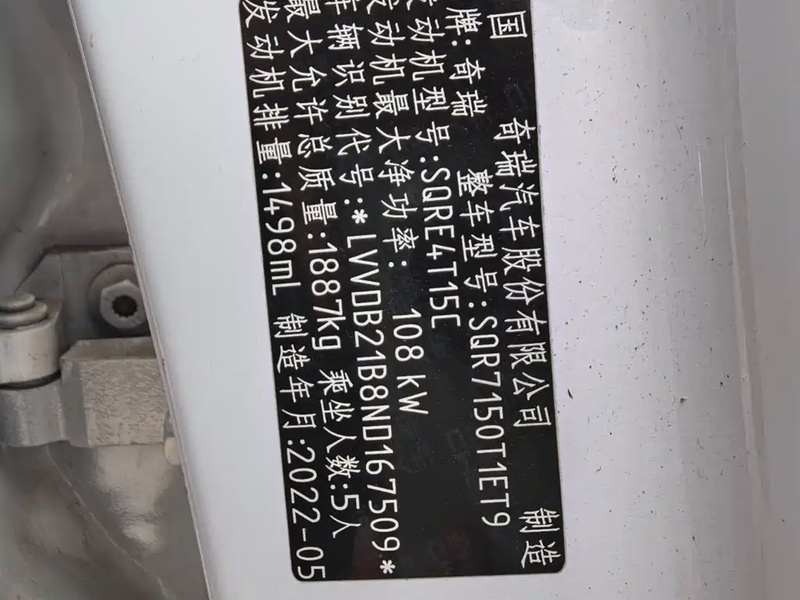 国 奇瑞汽车股份有限公司 制造
牌:奇瑞 整车型号:SQR7150T1ET9
发动机型号:SQRE4T15C
发动机最大净功率: 108 kW
车辆识别代号:*LVVDB21B8ND167509*
最大允许总质量:1887kg 乘坐人数:5人
发动机排量:1498mL 制造年月:2022-05